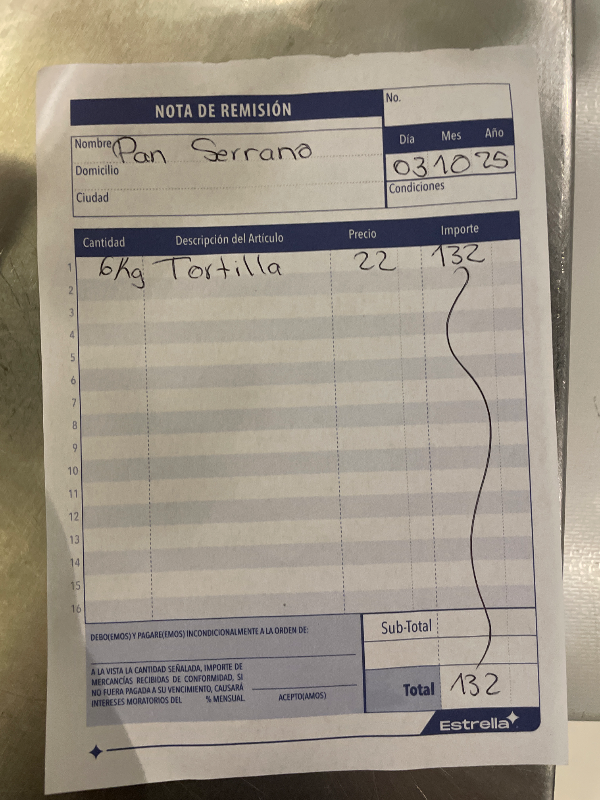 NOTA DE REMISIÓN
No.
Nombre Pan Serrano
Domicilio
Ciudad
Día Mes Año
03 10 25
Condiciones
Cantidad Descripción del Artículo Precio Importe
1 6Kg Tortilla 22 132
2
3
4
5
6
7
8
9
10
11
12
13
14
15
16
DEBO(EMOS) Y PAGARE(EMOS) INCONDICIONALMENTE A LA ORDEN DE:
A LA VISTA LA CANTIDAD SEÑALADA, IMPORTE DE
MERCANCÍAS RECIBIDAS DE CONFORMIDAD, SI
NO FUERA PAGADA A SU VENCIMIENTO, CAUSARÁ
INTERESES MORATORIOS DEL % MENSUAL.
ACEPTO(AMOS)
Sub-Total
Total 132
Estrella